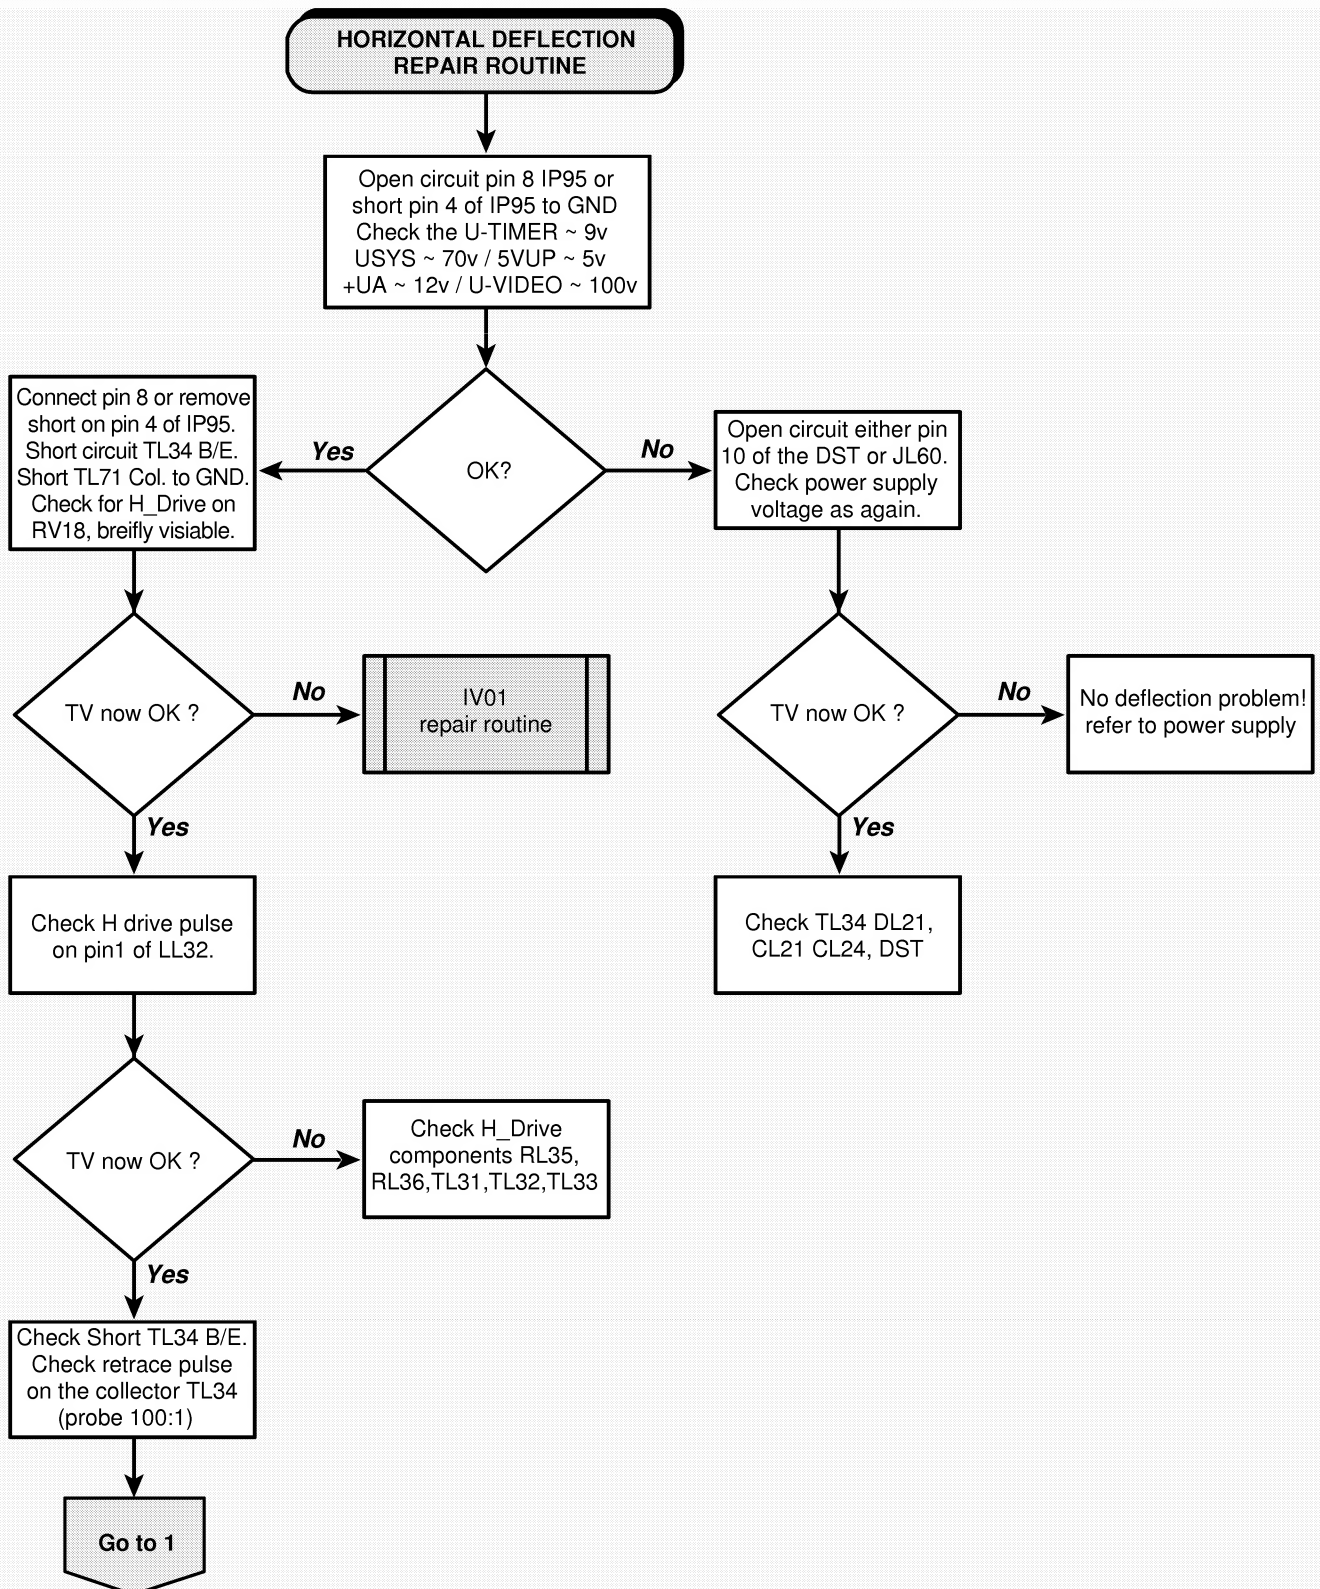 HORIZONTAL DEFLECTION
REPAIR ROUTINE
Open circuit pin 8 IP95 or
short pin 4 of IP95 to GND
Check the U-TIMER ~ 9v
USYS ~ 70v / 5VUP ~ 5v
+UA ~ 12v / U-VIDEO ~ 100v
OK?
Yes
No
Connect pin 8 or remove
short on pin 4 of IP95.
Short circuit TL34 B/E.
Short TL71 Col. to GND.
Check for H_Drive on
RV18, breifly visiable.
Open circuit either pin
10 of the DST or JL60.
Check power supply
voltage as again.
TV now OK ?
No
IV01
repair routine
Yes
TV now OK ?
No
No deflection problem!
refer to power supply
Yes
Check H drive pulse
on pin1 of LL32.
Check TL34 DL21,
CL21 CL24, DST
TV now OK ?
No
Check H_Drive
components RL35,
RL36,TL31,TL32,TL33
Yes
Check Short TL34 B/E.
Check retrace pulse
on the collector TL34
(probe 100:1)
Go to 1